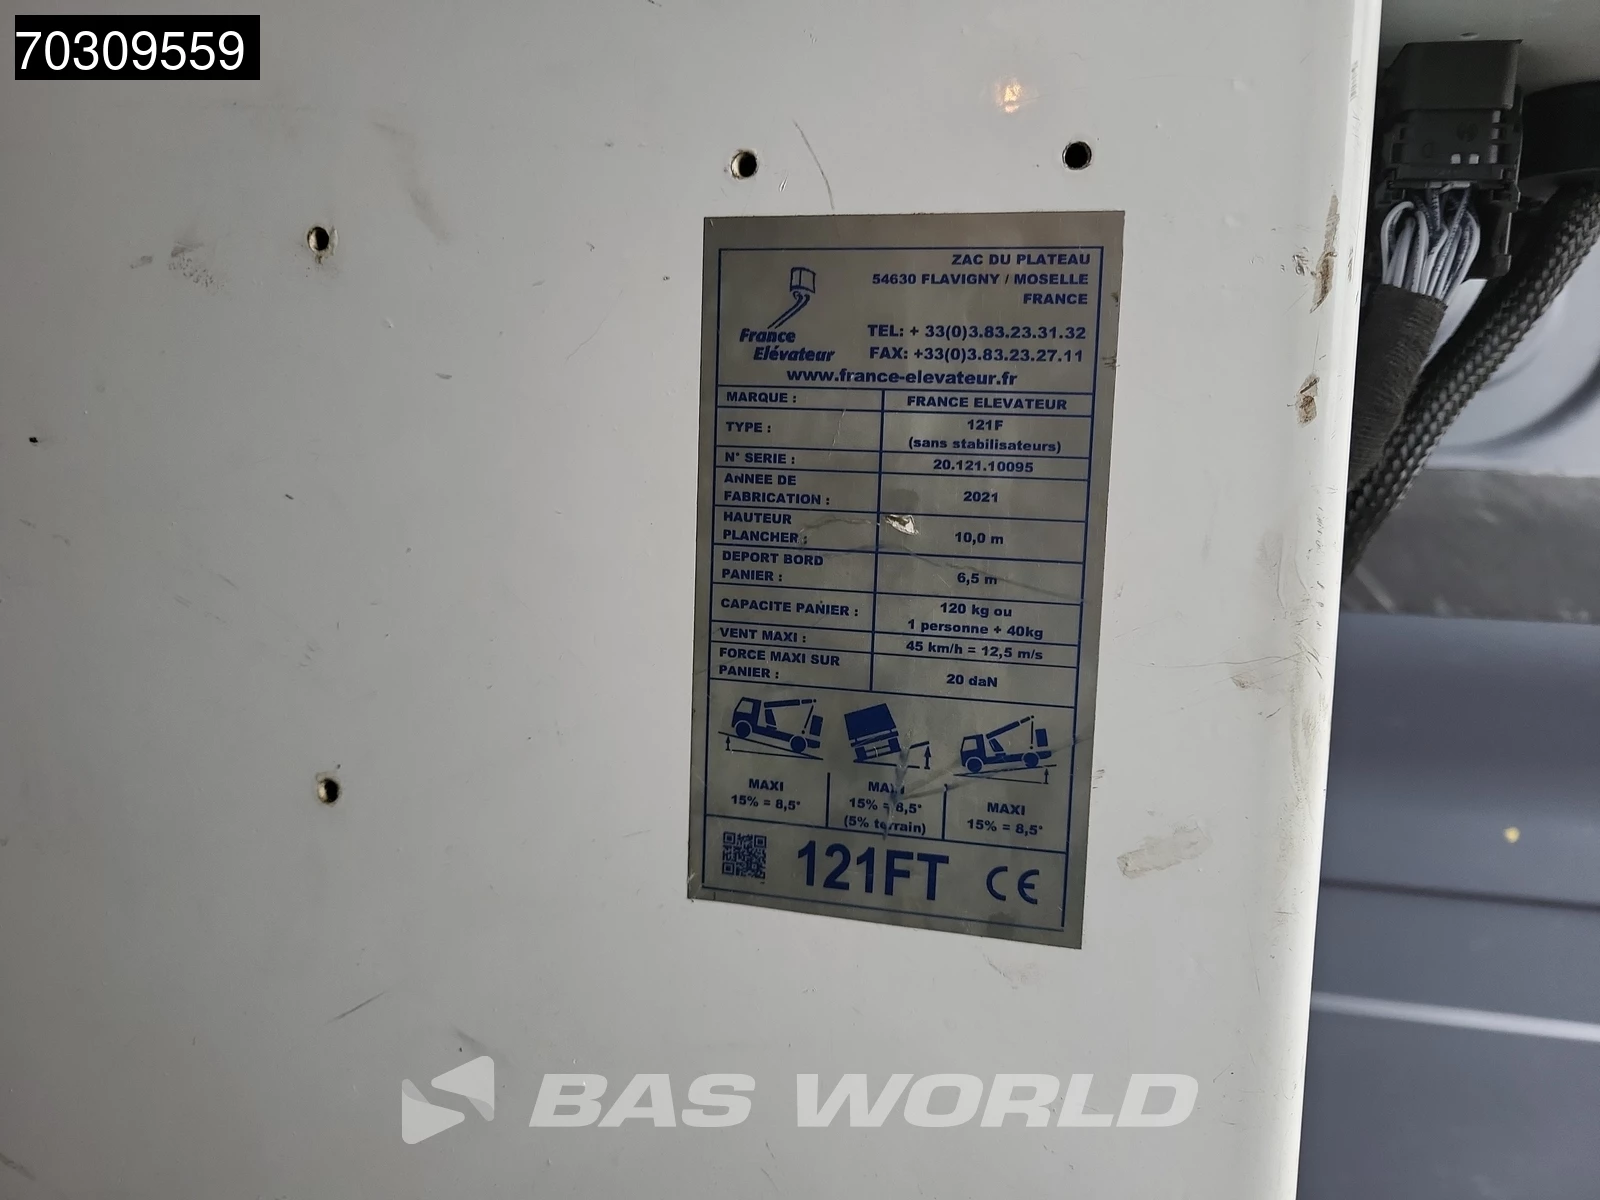 70309559
ZAC DU PLATEAU
54630 FLAVIGNY / MOSELLE
FRANCE
TEL: + 33(0)3.83.23.31.32
FAX: +33(0)3.83.23.27.11
France
Elévateur
www.france-elevateur.fr
MARQUE : FRANCE ELEVATEUR
TYPE : 121F
(sans stabilisateurs)
N° SERIE : 20.121.10095
ANNEE DE
FABRICATION : 2021
HAUTEUR
PLANCHER : 10,0 m
DEPORT BORD
PANIER : 6,5 m
CAPACITE PANIER : 120 kg ou
1 personne + 40kg
VENT MAXI : 45 km/h = 12,5 m/s
FORCE MAXI SUR
PANIER : 20 daN
MAXI
15% = 8,5°
MAXI
15% = 8,5°
(5% terrain)
MAXI
15% = 8,5°
121FT CE
BAS WORLD